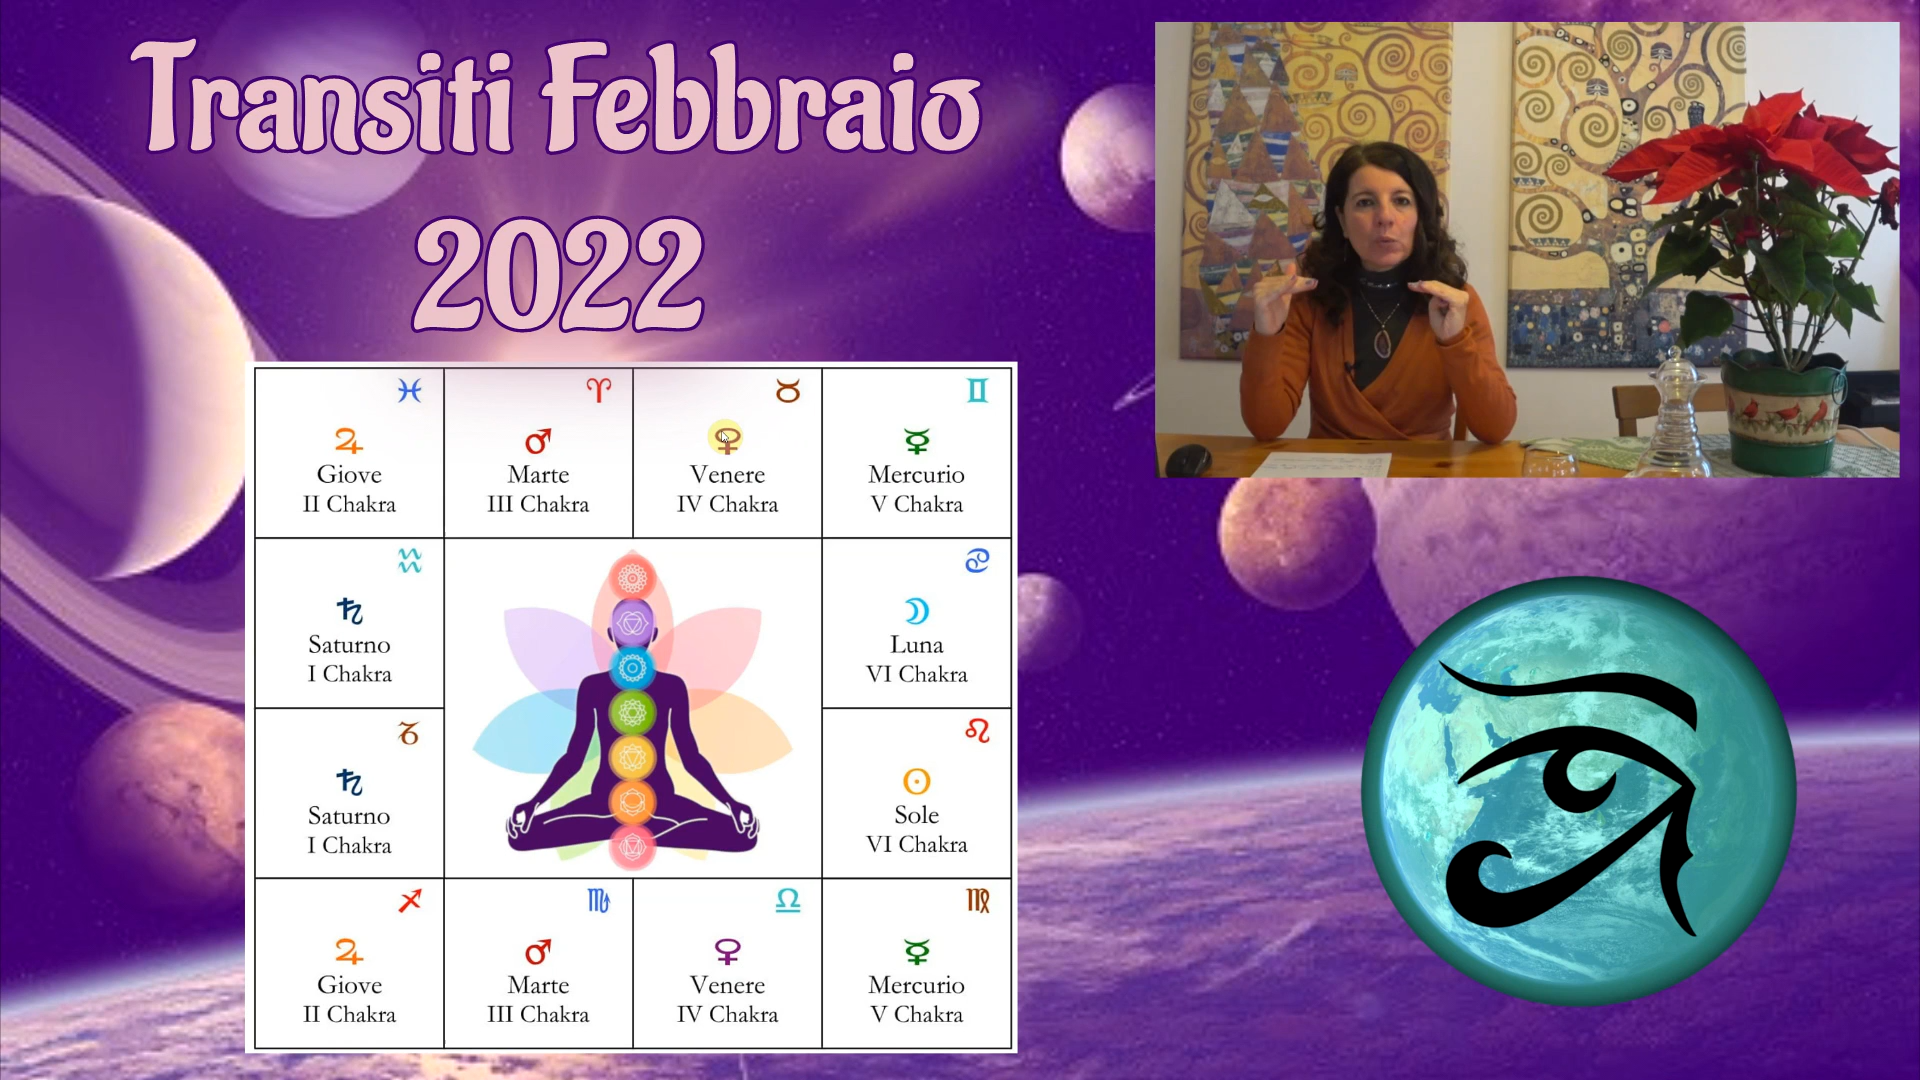 Transiti Febbraio
2022
♓ ♈ ♉ ♊
♃ ♂ ♀ ☿
Giove Marte Venere Mercurio
II Chakra III Chakra IV Chakra V Chakra
♒ ♋
♄ ☽
Saturno Luna
I Chakra VI Chakra
♑ ♌
♄ ☉
Saturno Sole
I Chakra VI Chakra
♐ ♏ ♎ ♍
♃ ♂ ♀ ☿
Giove Marte Venere Mercurio
II Chakra III Chakra IV Chakra V Chakra